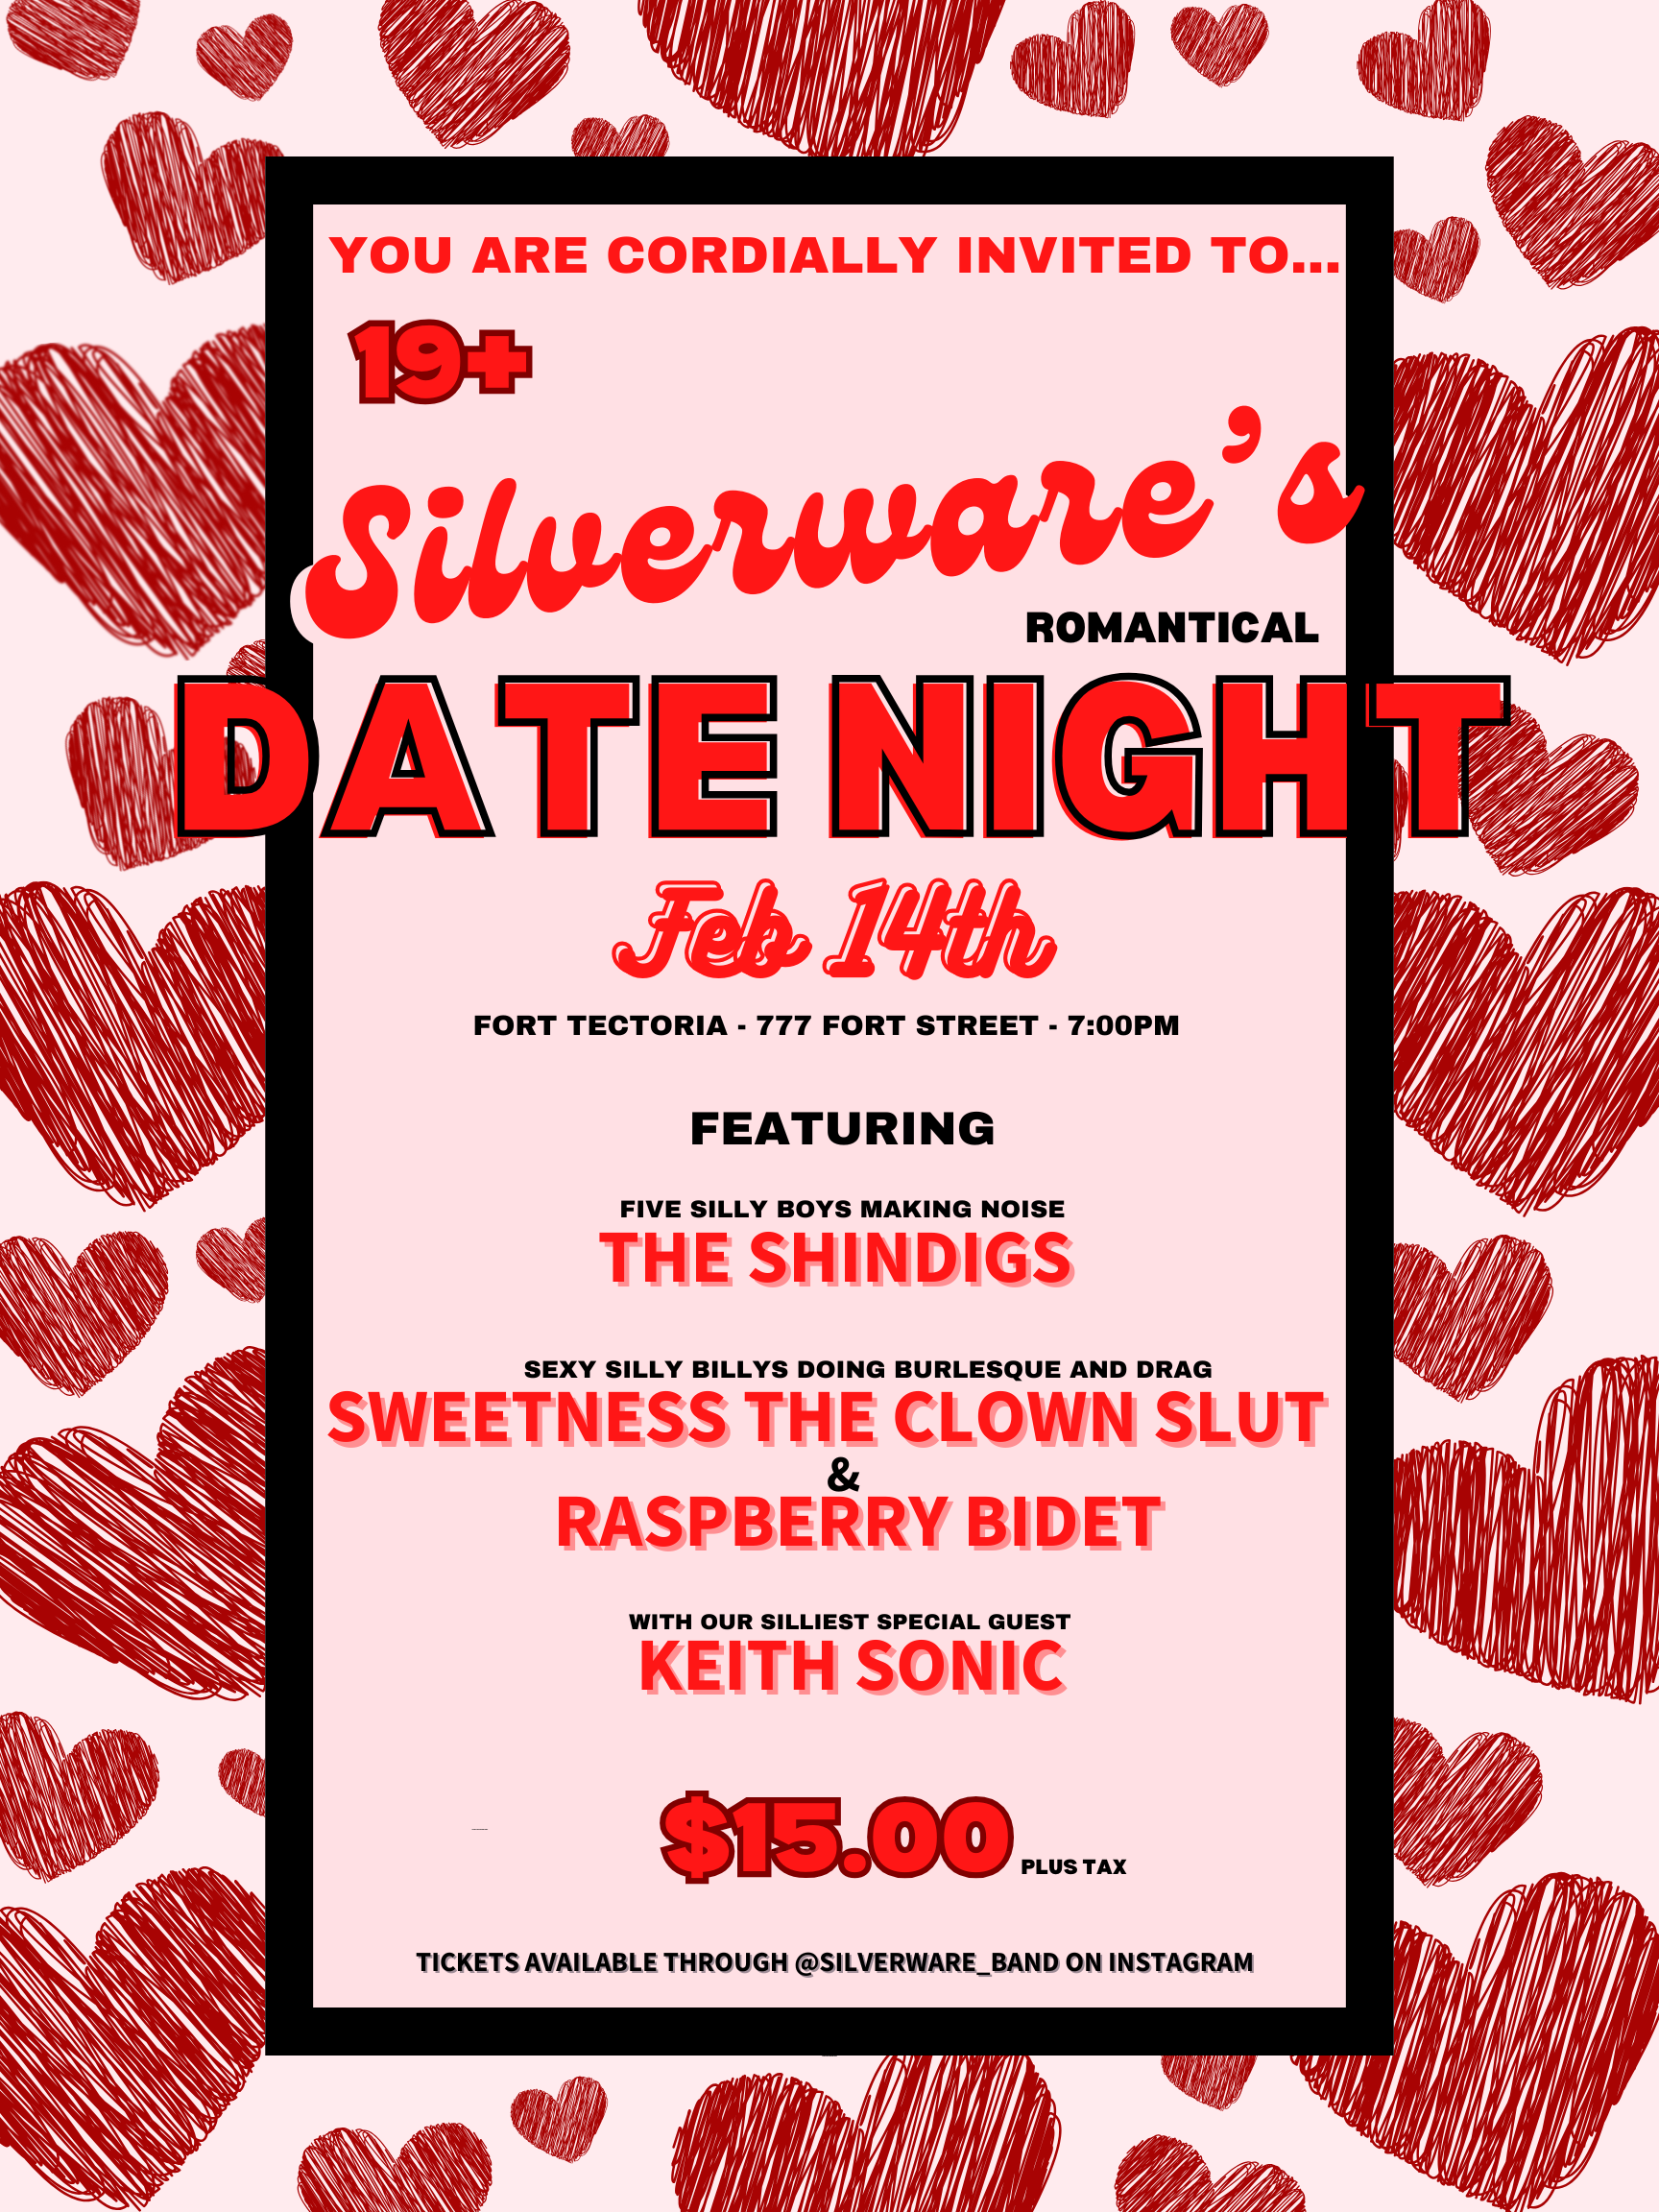 YOU ARE CORDIALLY INVITED TO...
19+
Silverware's
ROMANTICAL
DATE NIGHT
Feb 14th
FORT TECTORIA - 777 FORT STREET - 7:00PM
FEATURING
FIVE SILLY BOYS MAKING NOISE
THE SHINDIGS
SEXY SILLY BILLYS DOING BURLESQUE AND DRAG
SWEETNESS THE CLOWN SLUT
&
RASPBERRY BIDET
WITH OUR SILLIEST SPECIAL GUEST
KEITH SONIC
$15.00 PLUS TAX
TICKETS AVAILABLE THROUGH @SILVERWARE_BAND ON INSTAGRAM